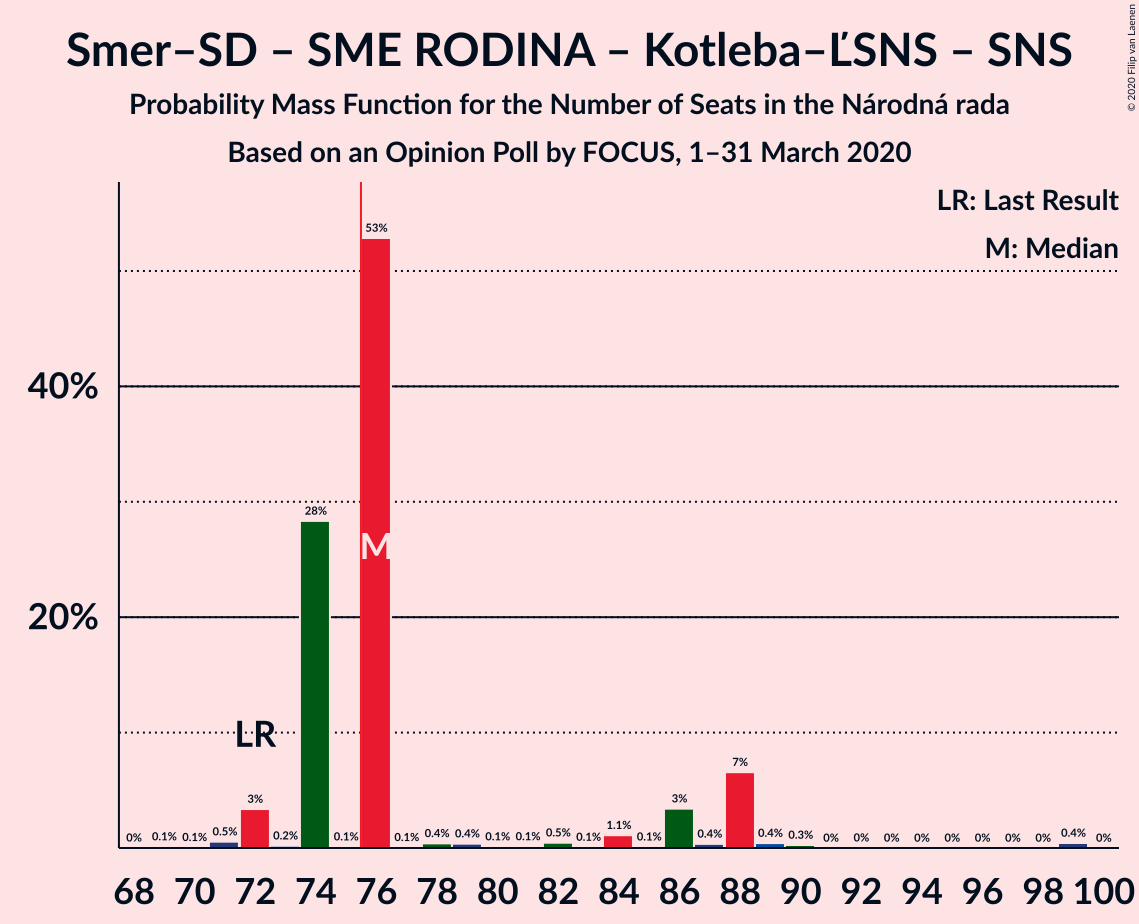 Smer–SD – SME RODINA – Kotleba–ĽSNS – SNS
Probability Mass Function for the Number of Seats in the Národná rada
Based on an Opinion Poll by FOCUS, 1–31 March 2020
© 2020 Filip van Laenen
LR: Last Result
M: Median
40%
20%
LR
M
0% 0.1% 0.1% 0.5% 3% 0.2% 28% 0.1% 53% 0.1% 0.4% 0.4% 0.1% 0.1% 0.5% 0.1% 1.1% 0.1% 3% 0.4% 7% 0.4% 0.3% 0% 0% 0% 0% 0% 0% 0% 0% 0.4% 0%
68 70 72 74 76 78 80 82 84 86 88 90 92 94 96 98 100